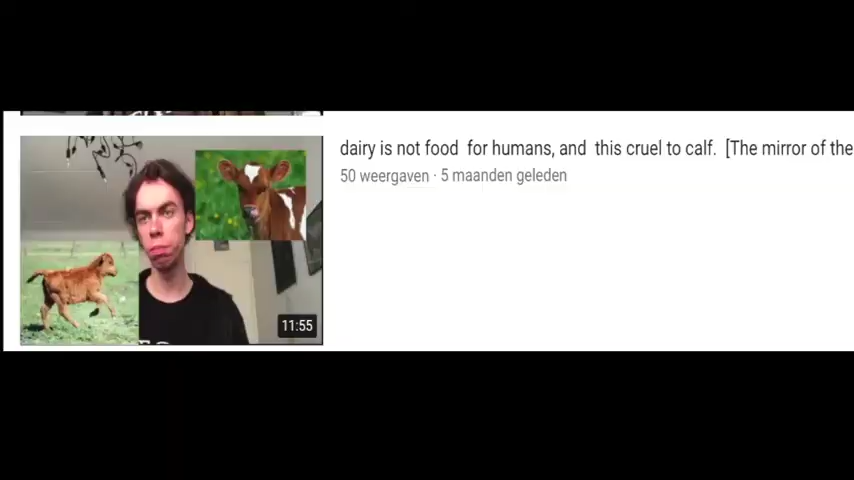 dairy is not food  for humans, and  this cruel to calf.  [The mirror of the
50 weergaven · 5 maanden geleden
11:55